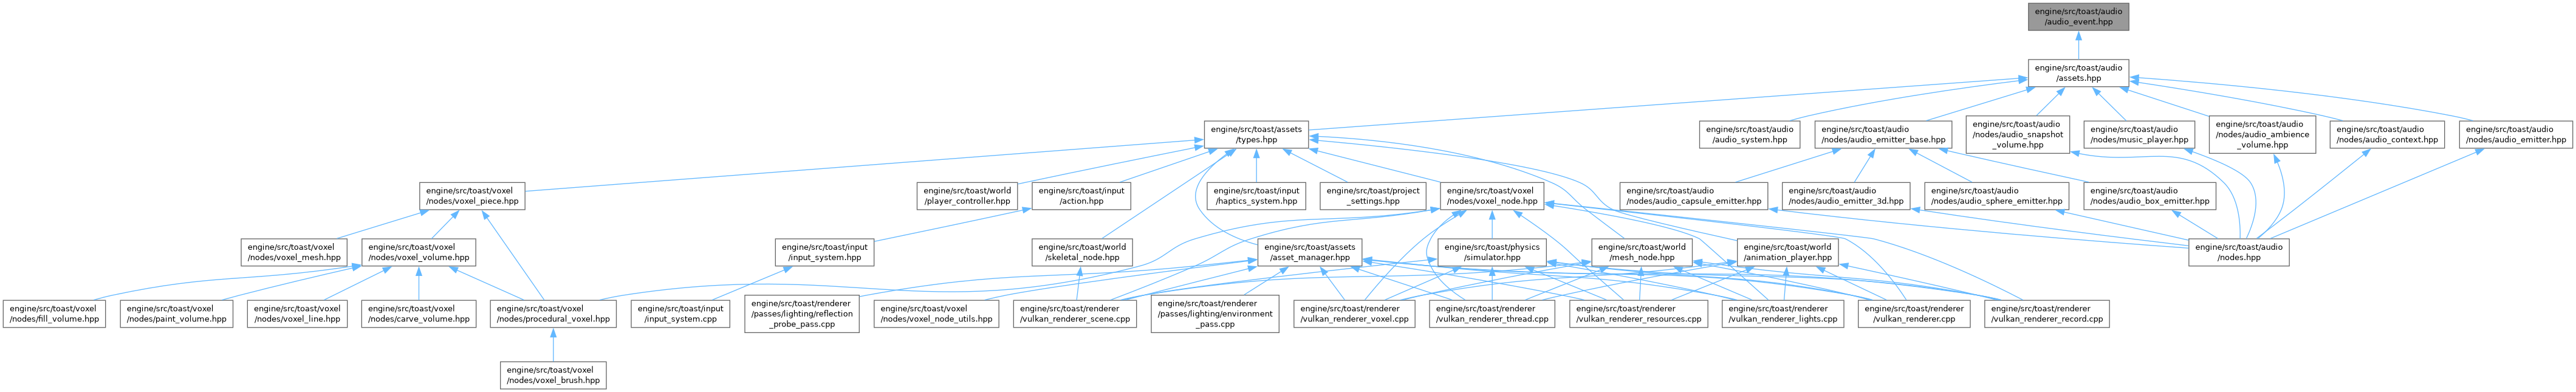 engine/src/toast/audio
/audio_event.hpp
engine/src/toast/audio
/assets.hpp
engine/src/toast/assets
/types.hpp
engine/src/toast/audio
/audio_system.hpp
engine/src/toast/audio
/nodes/audio_emitter_base.hpp
engine/src/toast/audio
/nodes/audio_snapshot
_volume.hpp
engine/src/toast/audio
/nodes/music_player.hpp
engine/src/toast/audio
/nodes/audio_ambience
_volume.hpp
engine/src/toast/audio
/nodes/audio_context.hpp
engine/src/toast/audio
/nodes/audio_emitter.hpp
engine/src/toast/voxel
/nodes/voxel_piece.hpp
engine/src/toast/world
/player_controller.hpp
engine/src/toast/input
/action.hpp
engine/src/toast/input
/haptics_system.hpp
engine/src/toast/project
_settings.hpp
engine/src/toast/voxel
/nodes/voxel_node.hpp
engine/src/toast/audio
/nodes/audio_capsule_emitter.hpp
engine/src/toast/audio
/nodes/audio_emitter_3d.hpp
engine/src/toast/audio
/nodes/audio_sphere_emitter.hpp
engine/src/toast/audio
/nodes/audio_box_emitter.hpp
engine/src/toast/voxel
/nodes/voxel_mesh.hpp
engine/src/toast/voxel
/nodes/voxel_volume.hpp
engine/src/toast/input
/input_system.hpp
engine/src/toast/world
/skeletal_node.hpp
engine/src/toast/assets
/asset_manager.hpp
engine/src/toast/physics
/simulator.hpp
engine/src/toast/world
/mesh_node.hpp
engine/src/toast/world
/animation_player.hpp
engine/src/toast/audio
/nodes.hpp
engine/src/toast/voxel
/nodes/fill_volume.hpp
engine/src/toast/voxel
/nodes/paint_volume.hpp
engine/src/toast/voxel
/nodes/voxel_line.hpp
engine/src/toast/voxel
/nodes/carve_volume.hpp
engine/src/toast/voxel
/nodes/procedural_voxel.hpp
engine/src/toast/input
/input_system.cpp
engine/src/toast/renderer
/passes/lighting/reflection
_probe_pass.cpp
engine/src/toast/voxel
/nodes/voxel_node_utils.hpp
engine/src/toast/renderer
/vulkan_renderer_scene.cpp
engine/src/toast/renderer
/passes/lighting/environment
_pass.cpp
engine/src/toast/renderer
/vulkan_renderer_voxel.cpp
engine/src/toast/renderer
/vulkan_renderer_thread.cpp
engine/src/toast/renderer
/vulkan_renderer_resources.cpp
engine/src/toast/renderer
/vulkan_renderer_lights.cpp
engine/src/toast/renderer
/vulkan_renderer.cpp
engine/src/toast/renderer
/vulkan_renderer_record.cpp
engine/src/toast/voxel
/nodes/voxel_brush.hpp